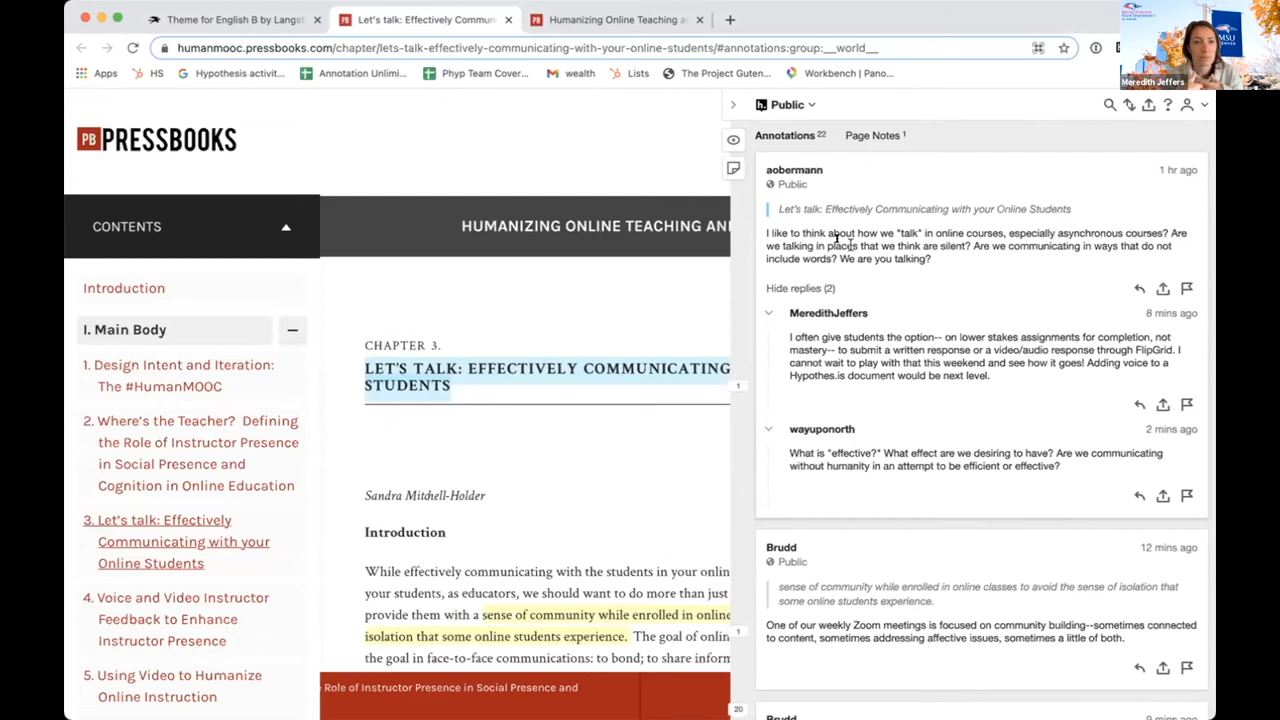 Theme for English B by Langst
Let's talk: Effectively Commun
Humanizing Online Teaching a
humanmooc.pressbooks.com/chapter/lets-talk-effectively-communicating-with-your-online-students/#annotations:group:__world__
Apps
HS
Hypothesis activit...
Annotation Unlimi...
Phyp Team Cover...
wealth
Lists
The Project Guten...
Workbench | Pano...
MSU
Meredith Jeffers
PB PRESSBOOKS
CONTENTS
HUMANIZING ONLINE TEACHING AN
Introduction
I. Main Body
1. Design Intent and Iteration:
The #HumanMOOC
2. Where's the Teacher? Defining
the Role of Instructor Presence
in Social Presence and
Cognition in Online Education
3. Let's talk: Effectively
Communicating with your
Online Students
4. Voice and Video Instructor
Feedback to Enhance
Instructor Presence
5. Using Video to Humanize
Online Instruction
CHAPTER 3.
LET'S TALK: EFFECTIVELY COMMUNICATING
STUDENTS
Sandra Mitchell-Holder
Introduction
While effectively communicating with the students in your onlin
your students, as educators, we should want to do more than just
provide them with a sense of community while enrolled in online
isolation that some online students experience. The goal of onlin
the goal in face-to-face communications: to bond; to share inform
Role of Instructor Presence in Social Presence and
1
1
20
Public
Annotations 22
Page Notes 1
aobermann
1 hr ago
Public
Let's talk: Effectively Communicating with your Online Students
I like to think about how we "talk" in online courses, especially asynchronous courses? Are
we talking in places that we think are silent? Are we communicating in ways that do not
include words? We are you talking?
Hide replies (2)
MeredithJeffers
8 mins ago
I often give students the option-- on lower stakes assignments for completion, not
mastery-- to submit a written response or a video/audio response through FlipGrid. I
cannot wait to play with that this weekend and see how it goes! Adding voice to a
Hypothes.is document would be next level.
wayuponorth
2 mins ago
What is "effective?" What effect are we desiring to have? Are we communicating
without humanity in an attempt to be efficient or effective?
Brudd
12 mins ago
Public
sense of community while enrolled in online classes to avoid the sense of isolation that
some online students experience.
One of our weekly Zoom meetings is focused on community building--sometimes connected
to content, sometimes addressing affective issues, sometimes a little of both.
Brudd
9 mins ago